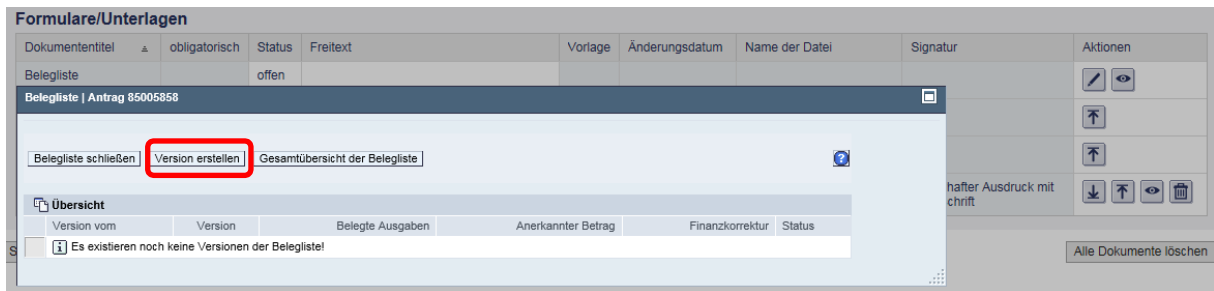 Formulare/Unterlagen
Dokumententitel obligatorisch Status Freitext Vorlage Änderungsdatum Name der Datei Signatur Aktionen
Belegliste offen
Belegliste | Antrag 85005858
Belegliste schließen Version erstellen Gesamtübersicht der Belegliste
Übersicht
hafter Ausdruck mit
chrift
Version vom Version Belegte Ausgaben Anerkannter Betrag Finanzkorrektur Status
Es existieren noch keine Versionen der Belegliste!
S Alle Dokumente löschen